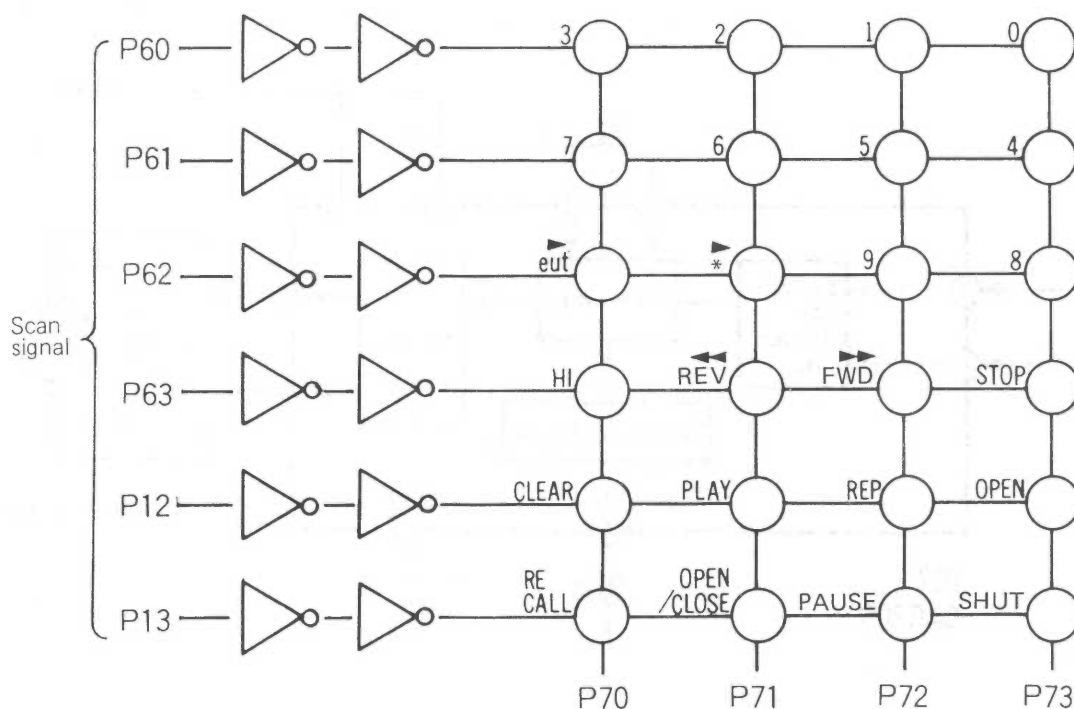 P60 3 2 1 0
P61 7 6 5 4
P62 eut * 9 8
Scan
signal
P63 HI REV FWD STOP
P12 CLEAR PLAY REP OPEN
P13 RE
CALL OPEN
/CLOSE PAUSE SHUT
P70 P71 P72 P73